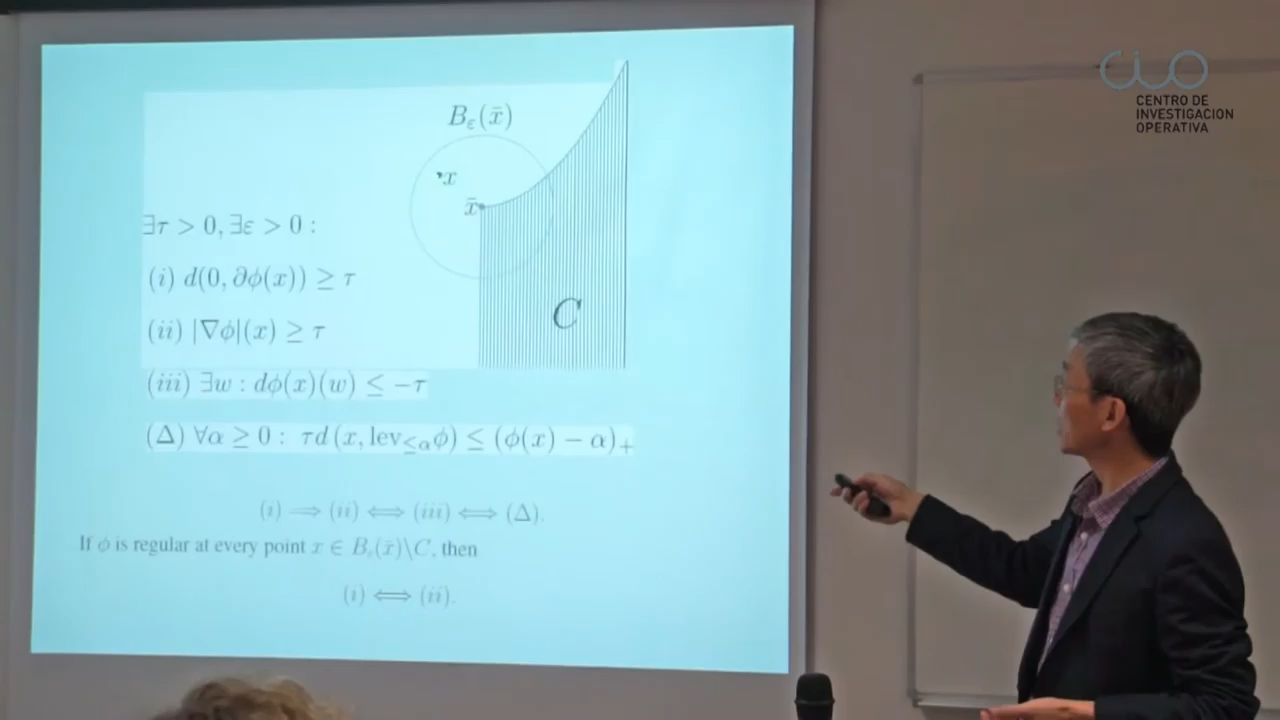 B_ε(x̄)
x
x̄
∃τ > 0, ∃ε > 0 :
(i) d(0, ∂ϕ(x)) ≥ τ
(ii) |∇ϕ|(x) ≥ τ
C
(iii) ∃w : dϕ(x)(w) ≤ −τ
(Δ) ∀α ≥ 0 : τd (x, lev_{≤α}ϕ) ≤ (ϕ(x) − α)_+
(i) ⟹ (ii) ⟺ (iii) ⟺ (Δ).
If ϕ is regular at every point x ∈ B_ε(x̄)\C, then
(i) ⟺ (ii).
CIO
CENTRO DE
INVESTIGACION
OPERATIVA